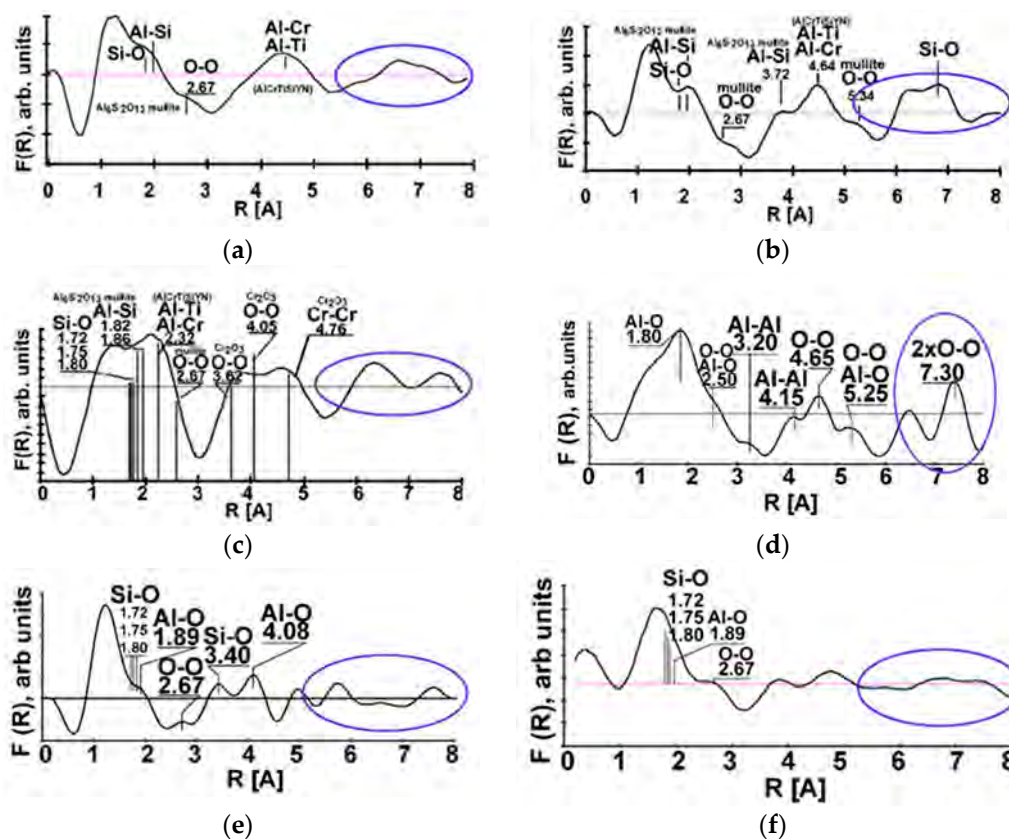 F(R), arb. units
Al-Si
Si-O
O-O
2.67
Al₆S₂O₁₃ mullite
Al-Cr
Al-Ti
(AlCrTiSiYN)
0 1 2 3 4 5 6 7 8
R [A]
(a)
F(R), arb. units
Al₆S₂O₁₃ mullite
Al-Si
Si-O
mullite
O-O
2.67
Al₆S₂O₁₃ mullite
Al-Si
3.72
(AlCrTiSiYN)
Al-Ti
Al-Cr
4.64
mullite
O-O
5.34
Si-O
0 1 2 3 4 5 6 7 8
R [A]
(b)
F(R), arb. units
Al₆S₂O₁₃ mullite
Al-Si
1.82
1.86
Si-O
1.72
1.75
1.80
(AlCrTiSiYN)
Al-Ti
Al-Cr
2.32
mullite
O-O
2.67
Cr₂O₃
O-O
3.62
Cr₂O₃
O-O
4.05
Cr₂O₃
Cr-Cr
4.76
0 1 2 3 4 5 6 7 8
R [A]
(c)
F (R), arb. units
Al-O
1.80
O-O
Al-O
2.50
Al-Al
3.20
Al-Al
4.15
O-O
4.65
O-O
Al-O
5.25
2xO-O
7.30
0 1 2 3 4 5 6 7 8
R [A]
(d)
F (R), arb units
Si-O
1.72
1.75
1.80
Al-O
1.89
O-O
2.67
Si-O
3.40
Al-O
4.08
0 1 2 3 4 5 6 7 8
R [A]
(e)
F (R), arb units
Si-O
1.72
1.75
1.80
Al-O
1.89
O-O
2.67
0 1 2 3 4 5 6 7 8
R [A]
(f)